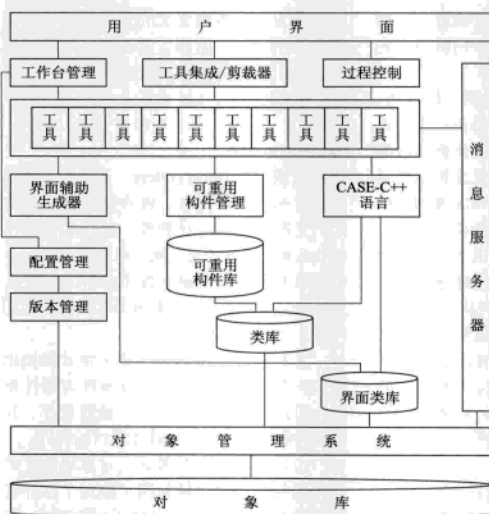 用户界面
工作台管理
工具集成/剪裁器
过程控制
工具 工具 工具 工具 工具 工具 工具 工具 工具 工具
消息服务器
界面辅助
生成器
可重用
构件管理
CASE-C++
语言
配置管理
可重用
构件库
版本管理
类库
界面类库
对象管理系统
对象库